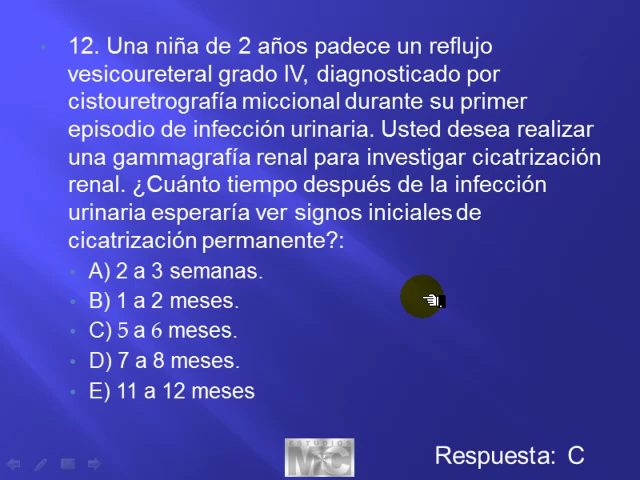 12. Una niña de 2 años padece un reflujo
vesicoureteral grado IV, diagnosticado por
cistouretrografía miccional durante su primer
episodio de infección urinaria. Usted desea realizar
una gammagrafía renal para investigar cicatrización
renal. ¿Cuánto tiempo después de la infección
urinaria esperaría ver signos iniciales de
cicatrización permanente?:
A) 2 a 3 semanas.
B) 1 a 2 meses.
C) 5 a 6 meses.
D) 7 a 8 meses.
E) 11 a 12 meses
ESTUDIOS
MC
Respuesta: C